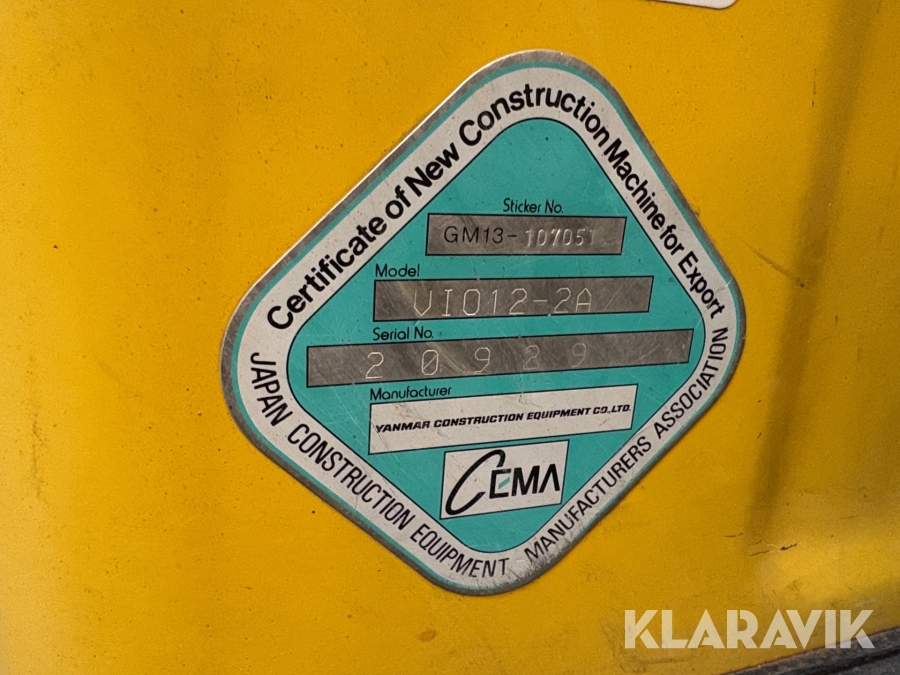 Certificate of New Construction Machine for Export
Sticker No.
GM13-107051
Model
VIO12-2A
Serial No.
20929
Manufacturer
YANMAR CONSTRUCTION EQUIPMENT CO.,LTD.
CEMA
JAPAN CONSTRUCTION EQUIPMENT MANUFACTURERS ASSOCIATION
KLARAVIK